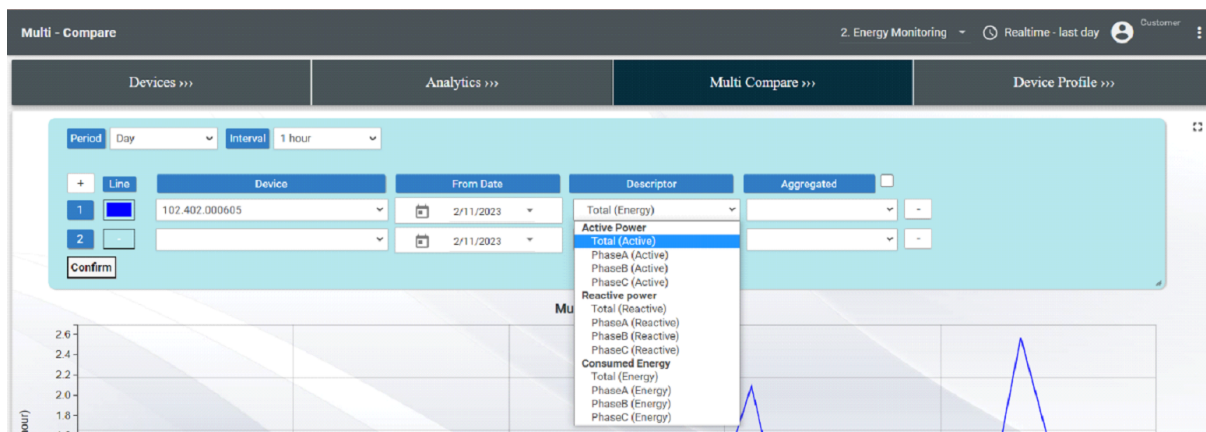 Multi - Compare
2. Energy Monitoring
Realtime - last day
Customer
Devices ›››
Analytics ›››
Multi Compare ›››
Device Profile ›››
Period Day Interval 1 hour
+ Line Device From Date Descriptor Aggregated
1 102.402.000605 2/11/2023 Total (Energy) -
2 - 2/11/2023 -
Confirm
Active Power
Total (Active)
PhaseA (Active)
PhaseB (Active)
PhaseC (Active)
Reactive power
Total (Reactive)
PhaseA (Reactive)
PhaseB (Reactive)
PhaseC (Reactive)
Consumed Energy
Total (Energy)
PhaseA (Energy)
PhaseB (Energy)
PhaseC (Energy)
Mu
2.6
2.4
2.2
2.0
1.8